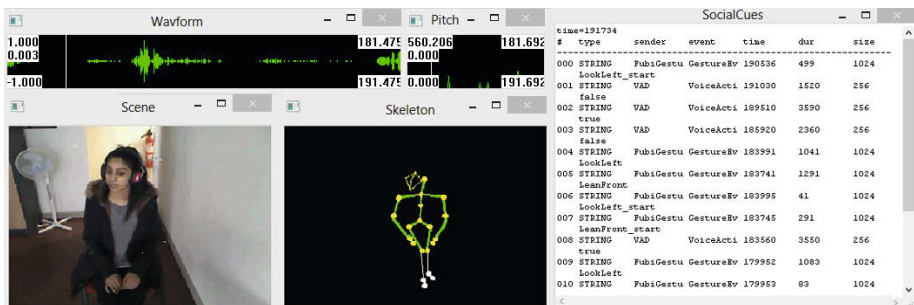 Wavform
1.000
0.003
181.475
-1.000
191.475
Pitch
560.206
181.692
0.000
0.000
191.692
Scene
Skeleton
SocialCues
time=191734
# type sender event time dur size
000 STRING FubiGestu GestureEv 190536 499 1024
LookLeft_start
001 STRING VAD VoiceActi 191030 1520 256
false
002 STRING VAD VoiceActi 189510 3590 256
true
003 STRING VAD VoiceActi 185920 2360 256
false
004 STRING FubiGestu GestureEv 183991 1041 1024
LookLeft
005 STRING FubiGestu GestureEv 183741 1291 1024
LeanFront
006 STRING FubiGestu GestureEv 183995 41 1024
LookLeft_start
007 STRING FubiGestu GestureEv 183745 291 1024
LeanFront_start
008 STRING VAD VoiceActi 183560 3550 256
true
009 STRING FubiGestu GestureEv 179952 1083 1024
LookLeft
010 STRING FubiGestu GestureEv 179953 83 1024